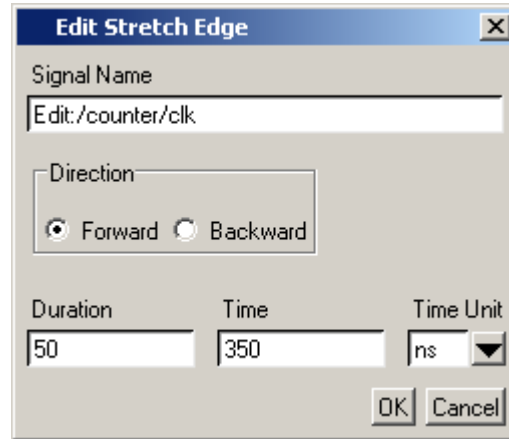 Edit Stretch Edge
Signal Name
Edit:/counter/clk
Direction
Forward Backward
Duration Time Time Unit
50 350 ns
OK Cancel